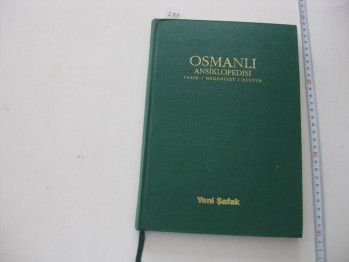 OSMANLI
ANSİKLOPEDİSİ
TARİH / MEDENİYET / KÜLTÜR
Yeni Şafak